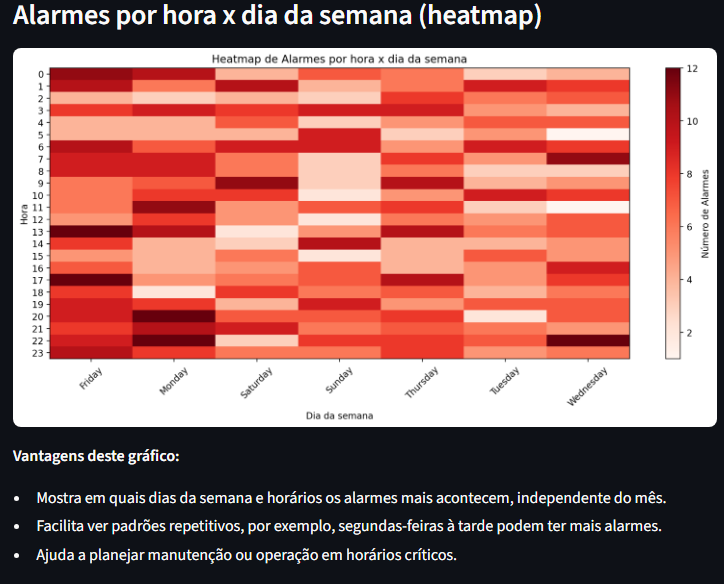 Alarmes por hora x dia da semana (heatmap)
Heatmap de Alarmes por hora x dia da semana
0
1
2
3
4
5
6
7
8
9
10
11
12
13
14
15
16
17
18
19
20
21
22
23
Hora
Friday
Monday
Saturday
Sunday
Thursday
Tuesday
Wednesday
Dia da semana
12
10
8
6
4
2
Número de Alarmes
Vantagens deste gráfico:
• Mostra em quais dias da semana e horários os alarmes mais acontecem, independente do mês.
• Facilita ver padrões repetitivos, por exemplo, segundas-feiras à tarde podem ter mais alarmes.
• Ajuda a planejar manutenção ou operação em horários críticos.